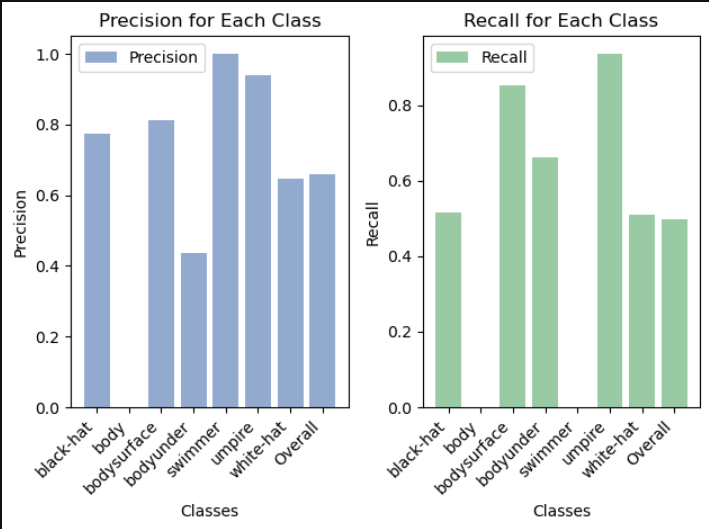 Precision for Each Class
Precision
Precision
1.0
0.8
0.6
0.4
0.2
0.0
black-hat
body
bodysurface
bodyunder
swimmer
umpire
white-hat
Overall
Classes
Recall for Each Class
Recall
Recall
0.8
0.6
0.4
0.2
0.0
black-hat
body
bodysurface
bodyunder
swimmer
umpire
white-hat
Overall
Classes